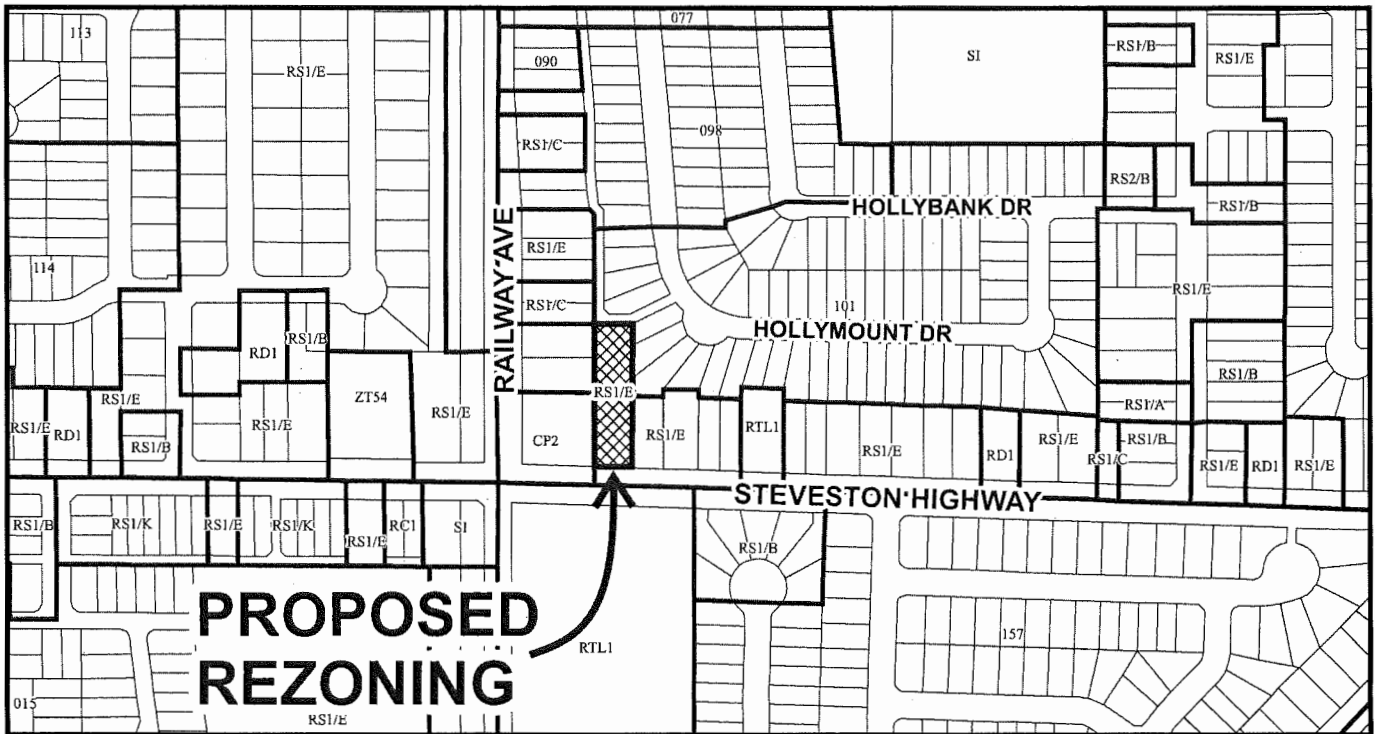 077
113
RS1/E
090
SI
RS1/B
RS1/E
098
RS1/C
RS2/B
RS1/B
HOLLYBANK DR
RAILWAY AVE
RS1/E
114
RS1/E
RS1/C
101
HOLLYMOUNT DR
RD1
RS1/B
RS1/B
ZT54
RS1/E
RS1/E
RS1/E
RS1/A
RS1/E
RD1
RS1/B
RS1/E
CP2
RS1/E
RTL1
RS1/E
RD1
RS1/E
RS1/C
RS1/B
RS1/E
RD1
RS1/E
STEVESTON HIGHWAY
RS1/B
RS1/K
RS1/E
RS1/K
RS1/E
RC1
SI
RS1/B
PROPOSED
REZONING
RTL1
157
015
RS1/E